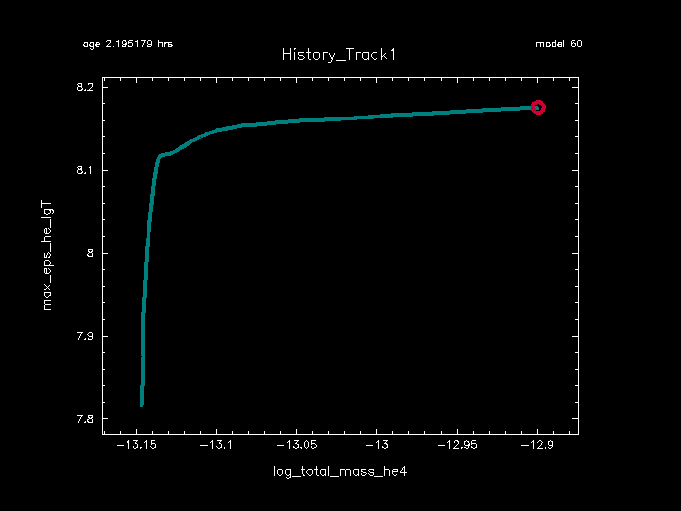 age 2.195179 hrs
model 60
History_Track1
8.2
8.1
8
7.9
7.8
max_eps_he_lgT
−13.15
−13.1
−13.05
−13
−12.95
−12.9
log_total_mass_he4